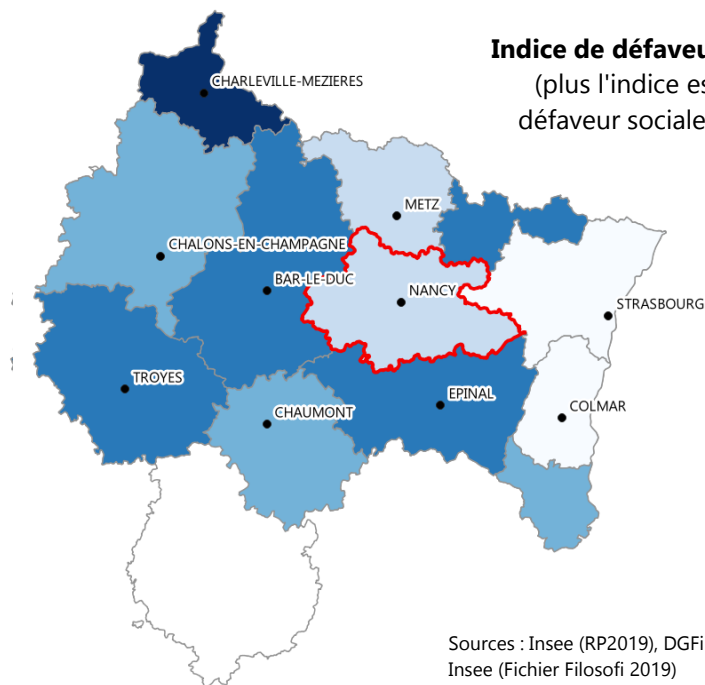 Indice de défaveu
(plus l'indice es
défaveur sociale
CHARLEVILLE-MEZIERES
METZ
CHALONS-EN-CHAMPAGNE
BAR-LE-DUC
NANCY
STRASBOURG
TROYES
CHAUMONT
EPINAL
COLMAR
Sources : Insee (RP2019), DGFi
Insee (Fichier Filosofi 2019)